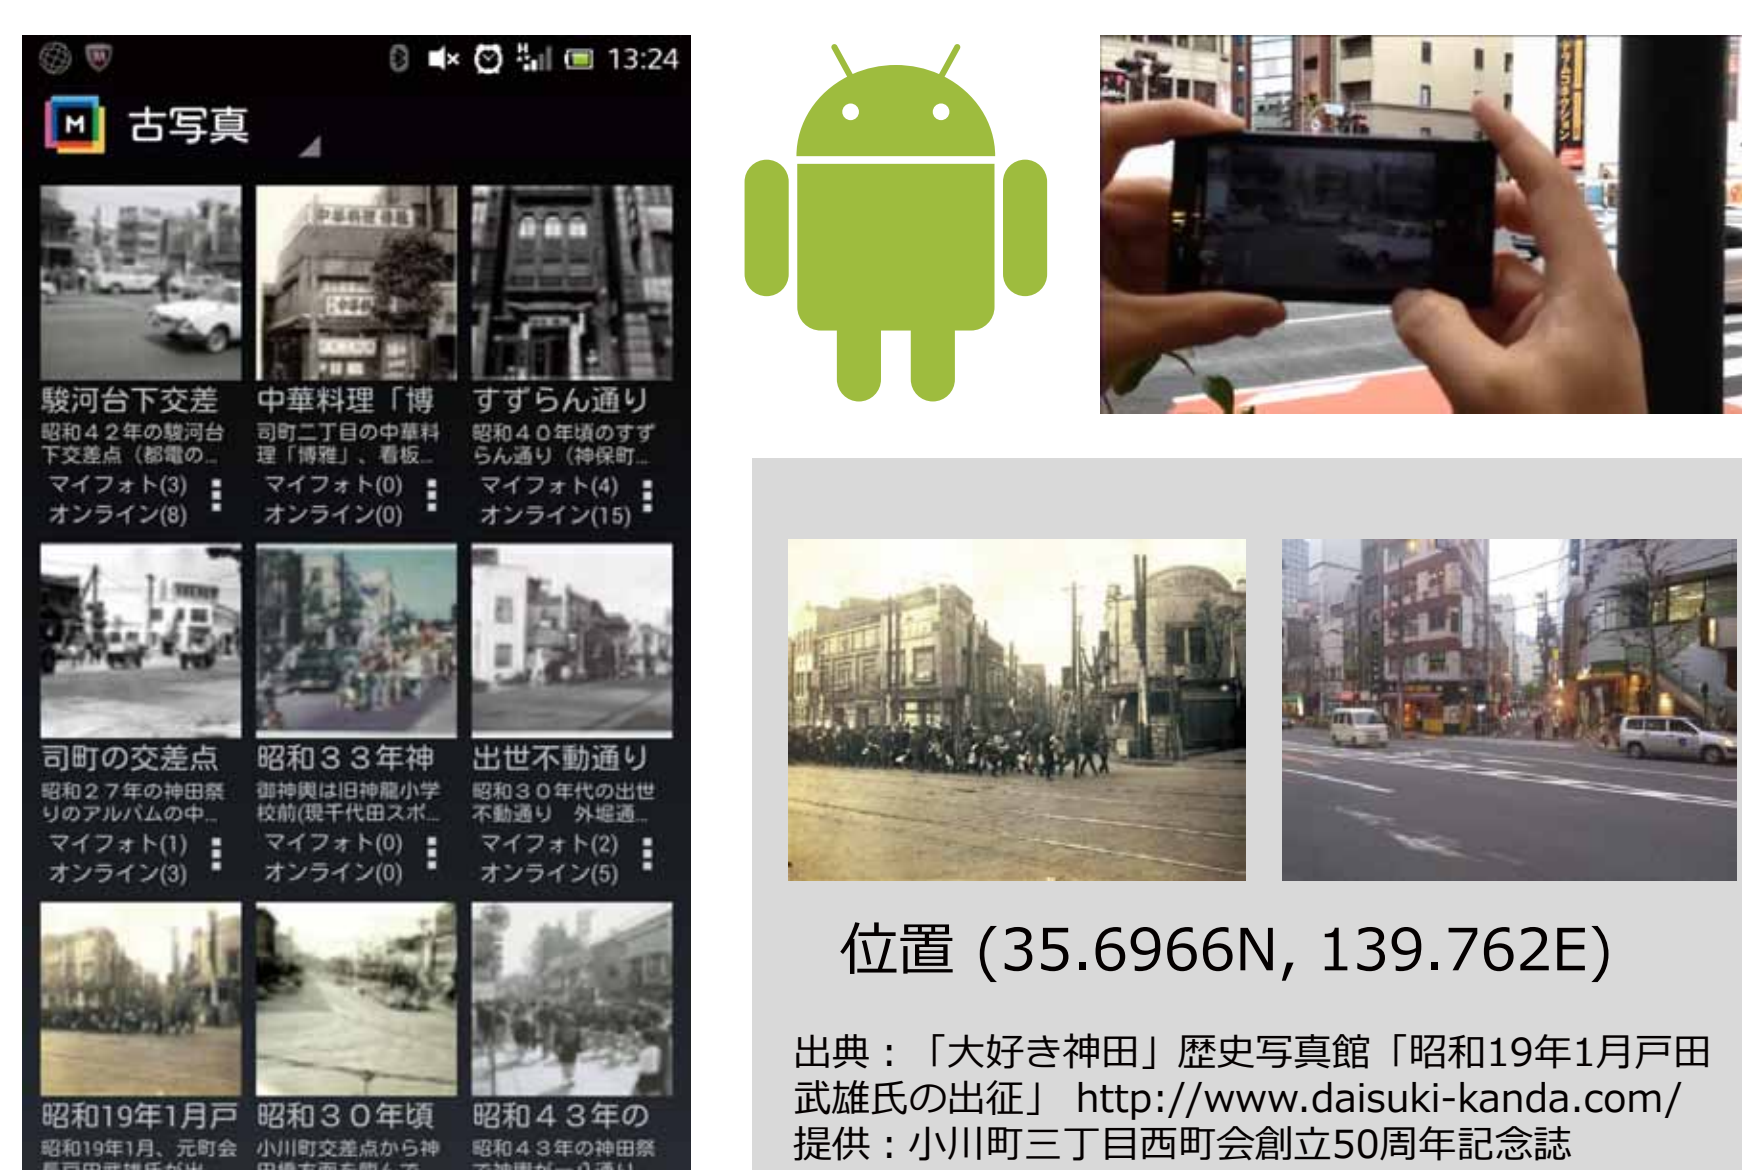 13:24
M 古写真
駿河台下交差
昭和４２年の駿河台
下交差点（都電の…
マイフォト(3)
オンライン(8)
中華料理「博
司町二丁目の中華料
理「博雅」、看板…
マイフォト(0)
オンライン(0)
すずらん通り
昭和４０年頃のすず
らん通り（神保町…
マイフォト(4)
オンライン(15)
司町の交差点
昭和２７年の神田祭
りのアルバムの中…
マイフォト(1)
オンライン(3)
昭和３３年神
御神輿は旧神龍小学
校前(現千代田スポ…
マイフォト(0)
オンライン(0)
出世不動通り
昭和３０年代の出世
不動通り　外堀通…
マイフォト(2)
オンライン(5)
昭和19年1月戸
昭和19年1月、元町会
昭和３０年頃
小川町交差点から神
昭和４３年の
昭和４３年の神田祭
位置 (35.6966N, 139.762E)
出典：「大好き神田」歴史写真館「昭和19年1月戸田
武雄氏の出征」 http://www.daisuki-kanda.com/
提供：小川町三丁目西町会創立50周年記念誌